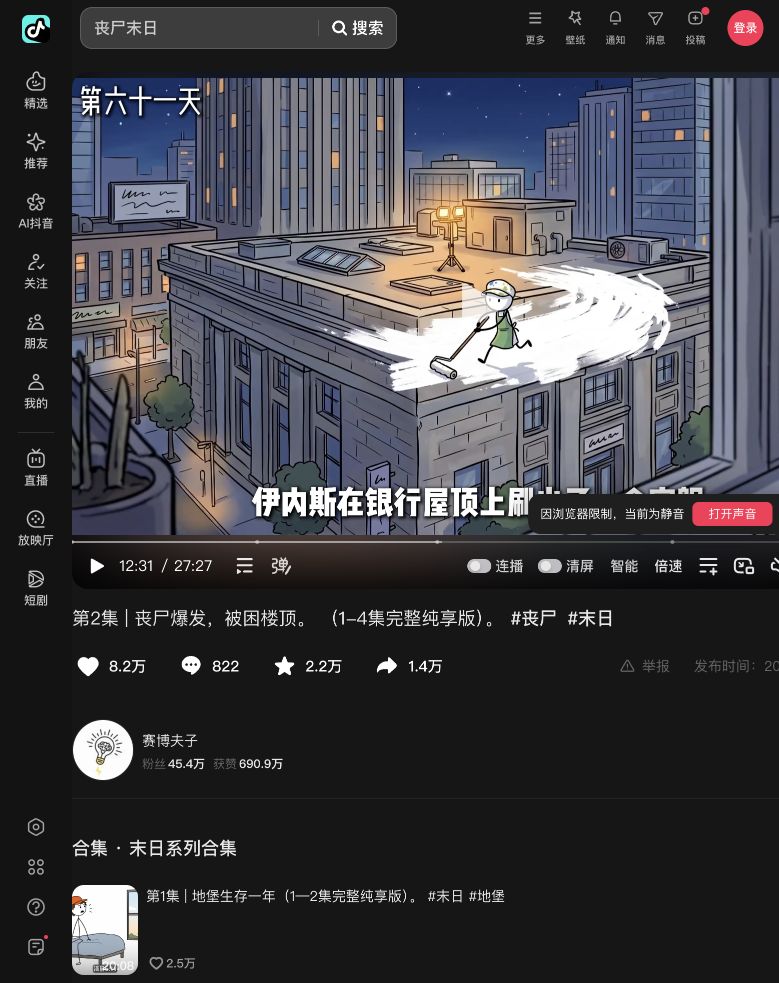 丧尸末日
搜索
更多
壁纸
通知
消息
投稿
登录
精选
推荐
AI抖音
关注
朋友
我的
直播
放映厅
短剧
第六十一天
伊内斯在银行屋顶上刷
因浏览器限制，当前为静音
打开声音
12:31 / 27:27
弹
连播
清屏
智能
倍速
第2集 | 丧尸爆发，被困楼顶。 （1–4集完整纯享版）。 #丧尸 #末日
8.2万
822
2.2万
1.4万
举报
发布时间：20
赛博夫子
粉丝 45.4万 获赞 690.9万
合集 · 末日系列合集
第1集 | 地堡生存一年（1—2集完整纯享版）。 #末日 #地堡
20:08
2.5万